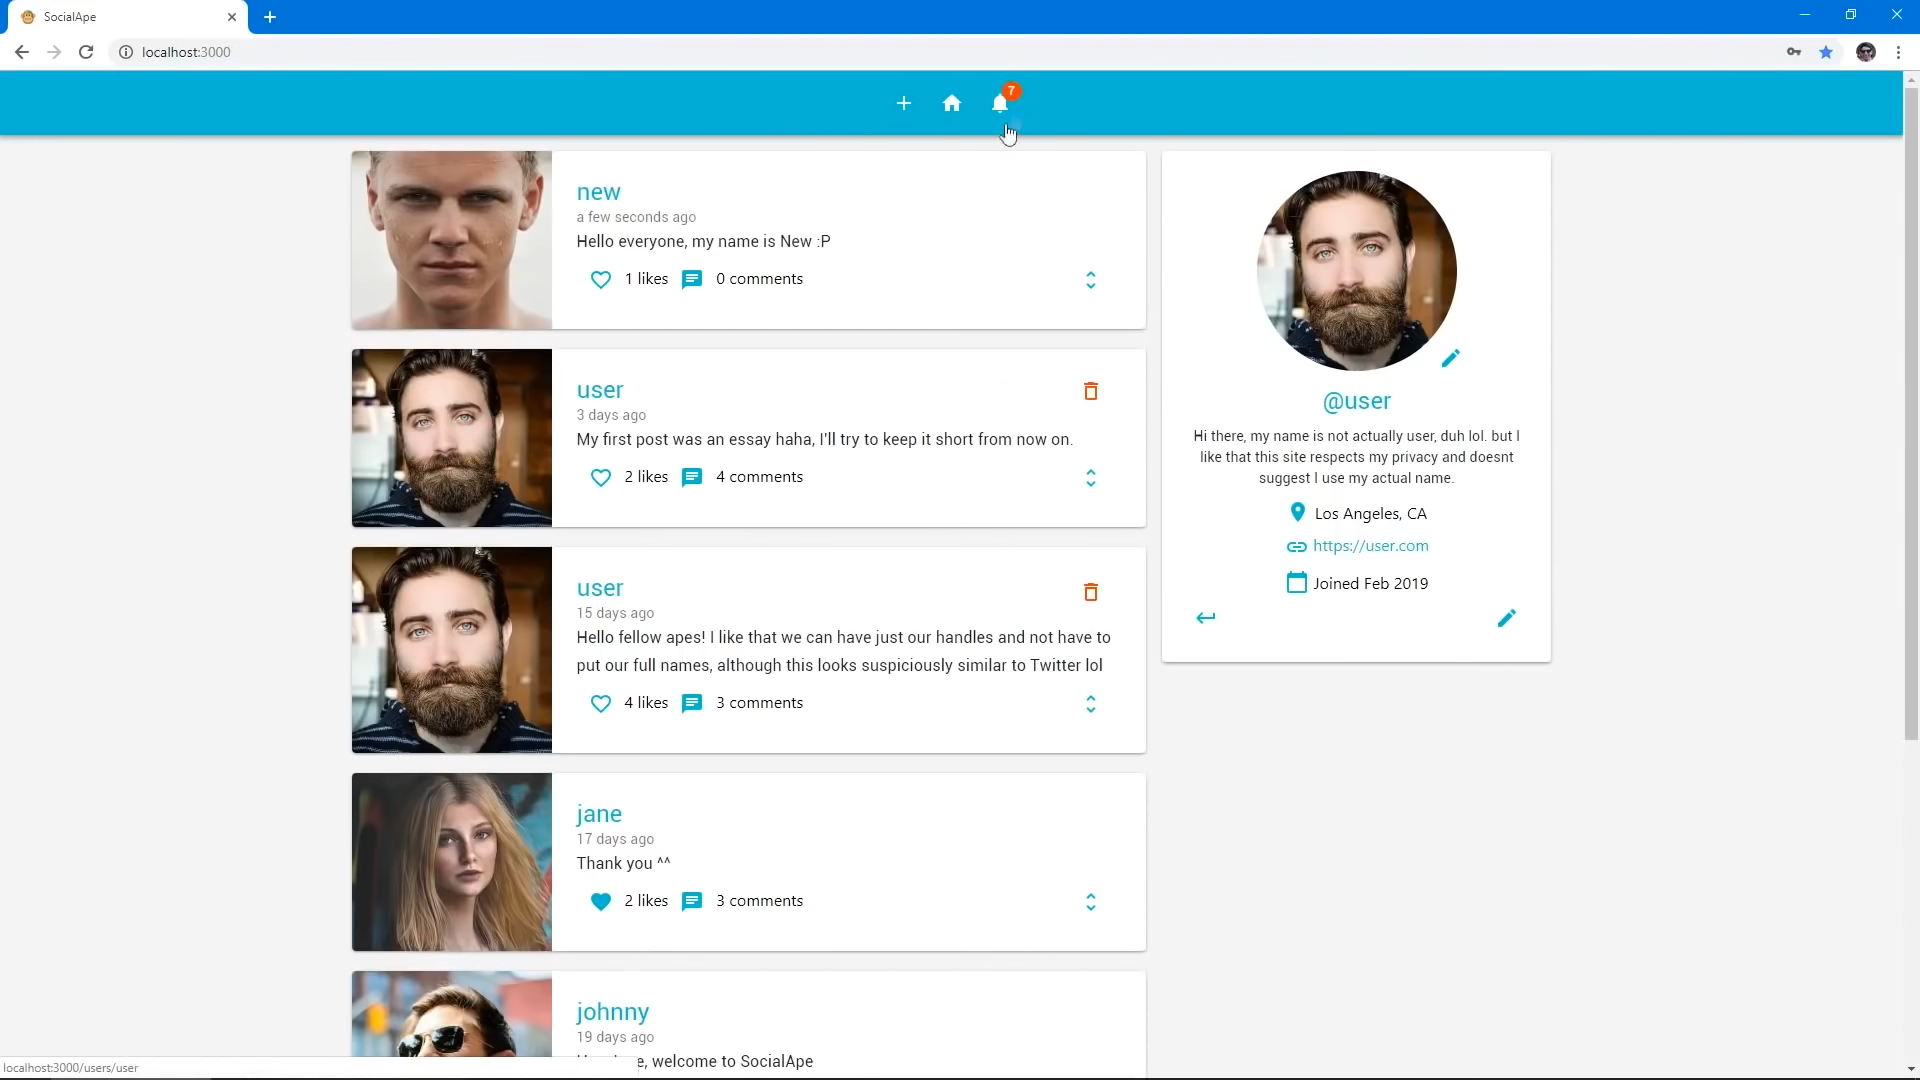 SocialApe
localhost:3000
7
new
a few seconds ago
Hello everyone, my name is New :P
1 likes 0 comments
user
3 days ago
My first post was an essay haha, I'll try to keep it short from now on.
2 likes 4 comments
user
15 days ago
Hello fellow apes! I like that we can have just our handles and not have to
put our full names, although this looks suspiciously similar to Twitter lol
4 likes 3 comments
jane
17 days ago
Thank you ^^
2 likes 3 comments
johnny
19 days ago
welcome to SocialApe
@user
Hi there, my name is not actually user, duh lol. but I
like that this site respects my privacy and doesnt
suggest I use my actual name.
Los Angeles, CA
https://user.com
Joined Feb 2019
localhost:3000/users/user